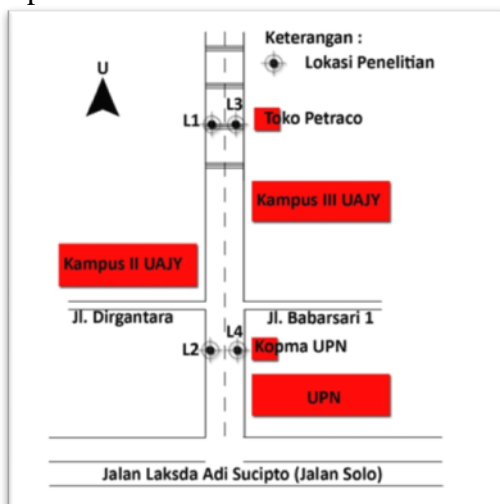 Keterangan :
Lokasi Penelitian
U
L1
L3
Toko Petraco
Kampus III UAJY
Kampus II UAJY
Jl. Dirgantara
Jl. Babarsari 1
L2
L4
Kopma UPN
UPN
Jalan Laksda Adi Sucipto (Jalan Solo)